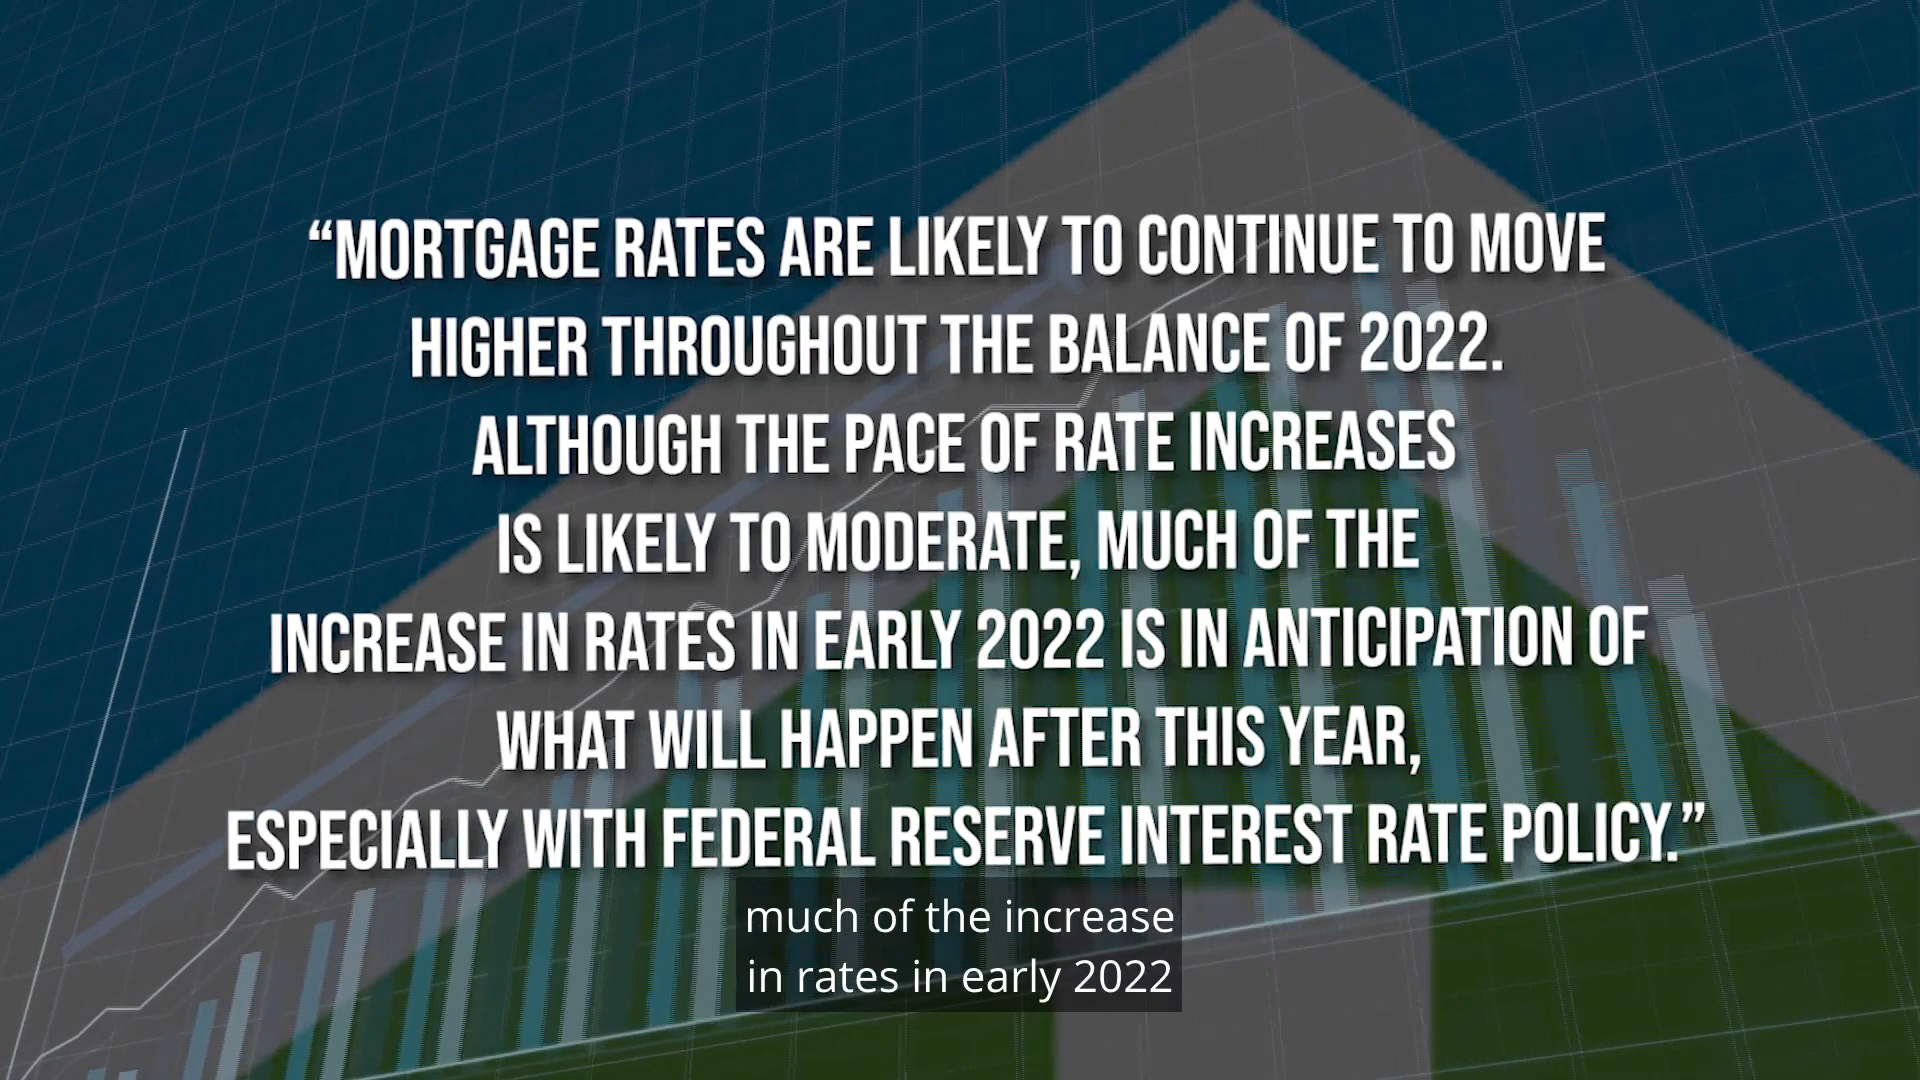 “MORTGAGE RATES ARE LIKELY TO CONTINUE TO MOVE
HIGHER THROUGHOUT THE BALANCE OF 2022.
ALTHOUGH THE PACE OF RATE INCREASES
IS LIKELY TO MODERATE, MUCH OF THE
INCREASE IN RATES IN EARLY 2022 IS IN ANTICIPATION OF
WHAT WILL HAPPEN AFTER THIS YEAR,
ESPECIALLY WITH FEDERAL RESERVE INTEREST RATE POLICY.”
much of the increase
in rates in early 2022